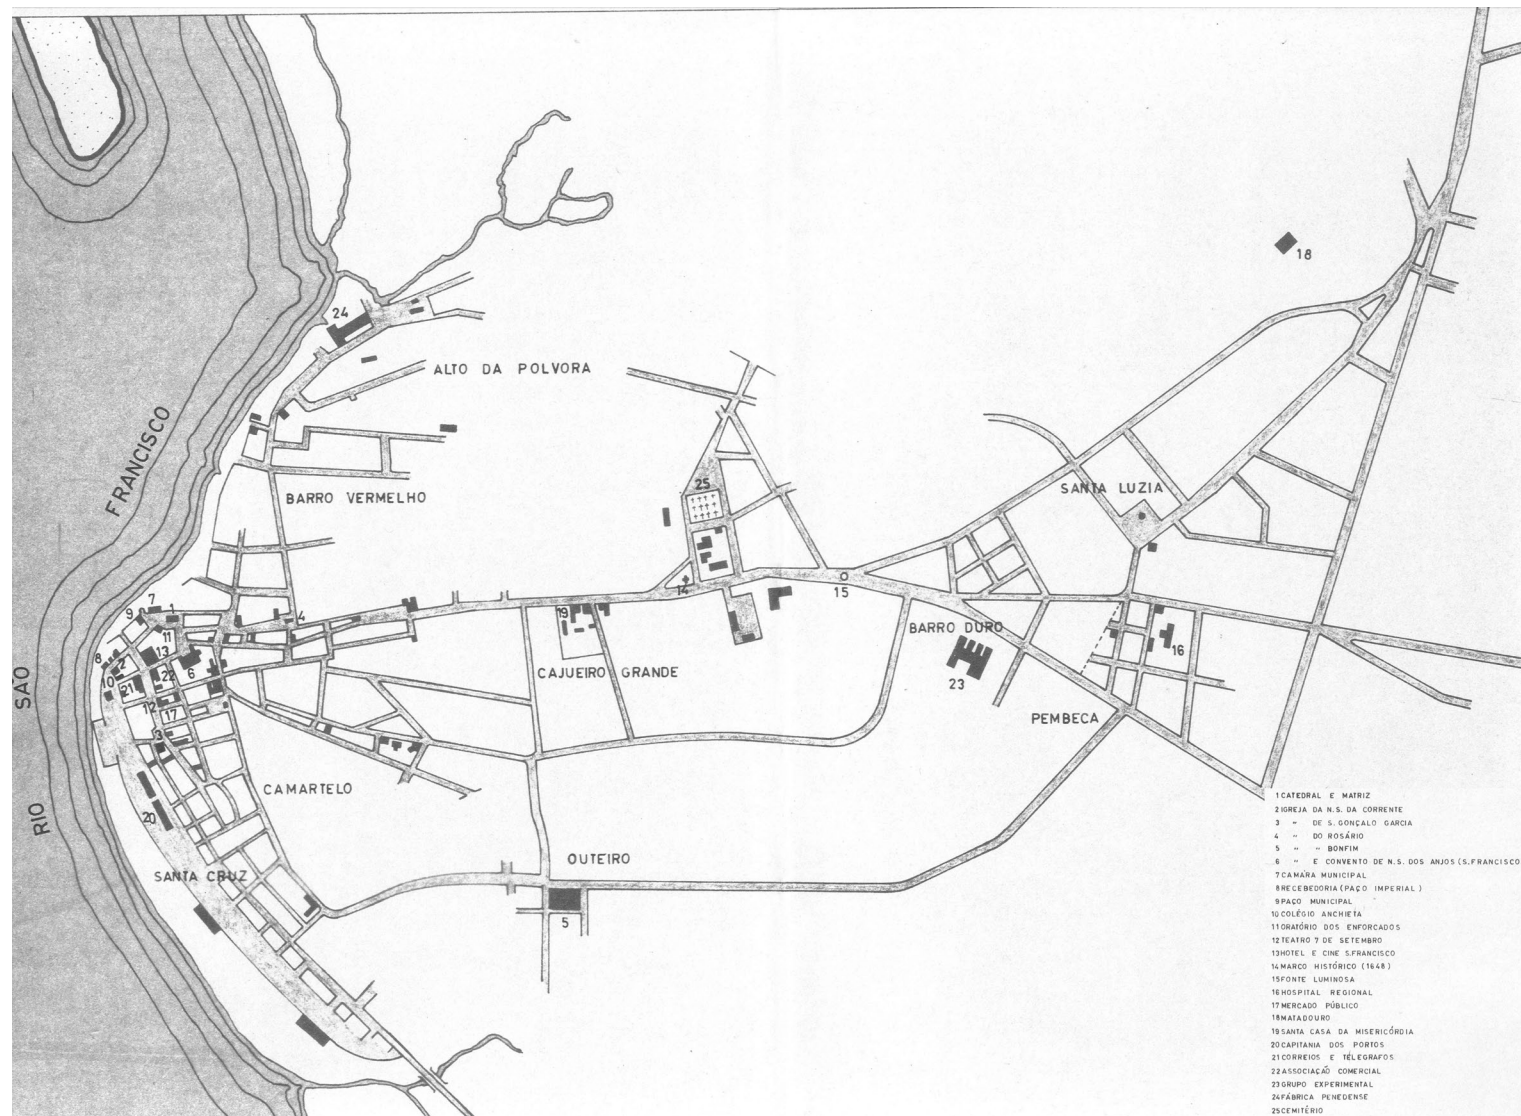 18
24
ALTO DA POLVORA
FRANCISCO
25
BARRO VERMELHO
SANTA LUZIA
14
15
7
9
1
4
19
11
BARRO DURO
8
2
13
16
6
22
CAJUEIRO GRANDE
10
21
23
SÃO
12
17
PEMBECA
3
CAMARTELO
RIO
20
OUTEIRO
SANTA CRUZ
5
1 CATEDRAL E MATRIZ
2 IGREJA DA N.S. DA CORRENTE
3 " DE S. GONÇALO GARCIA
4 " DO ROSÁRIO
5 " " BONFIM
6 " E CONVENTO DE N.S. DOS ANJOS (S.FRANCISCO
7 CAMARA MUNICIPAL
8 RECEBEDORIA (PAÇO IMPERIAL)
9 PAÇO MUNICIPAL
10 COLÉGIO ANCHIETA
11 ORATÓRIO DOS ENFORCADOS
12 TEATRO 7 DE SETEMBRO
13 HOTEL E CINE S.FRANCISCO
14 MARCO HISTÓRICO (1648)
15 FONTE LUMINOSA
16 HOSPITAL REGIONAL
17 MERCADO PÚBLICO
18 MATADOURO
19 SANTA CASA DA MISERICÓRDIA
20 CAPITANIA DOS PORTOS
21 CORREIOS E TÉLEGRAFOS
22 ASSOCIAÇÃO COMERCIAL
23 GRUPO EXPERIMENTAL
24 FÁBRICA PENEDENSE
25 CEMITÉRIO